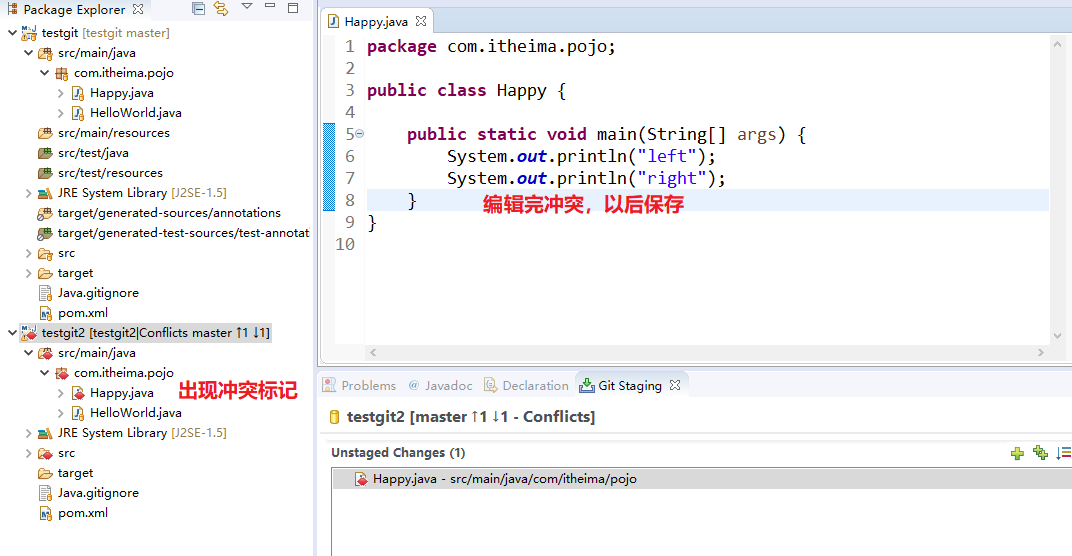 Package Explorer
testgit [testgit master]
src/main/java
com.itheima.pojo
Happy.java
HelloWorld.java
src/main/resources
src/test/java
src/test/resources
JRE System Library [J2SE-1.5]
target/generated-sources/annotations
target/generated-test-sources/test-annotat
src
target
Java.gitignore
pom.xml
testgit2 [testgit2|Conflicts master ↑1 ↓1]
src/main/java
com.itheima.pojo
Happy.java
出现冲突标记
HelloWorld.java
JRE System Library [J2SE-1.5]
src
target
Java.gitignore
pom.xml
Happy.java
1 package com.itheima.pojo;
2
3 public class Happy {
4
5 public static void main(String[] args) {
6 System.out.println("left");
7 System.out.println("right");
8 }
编辑完冲突，以后保存
9 }
10
Problems @ Javadoc Declaration Git Staging
testgit2 [master ↑1 ↓1 - Conflicts]
Unstaged Changes (1)
Happy.java - src/main/java/com/itheima/pojo